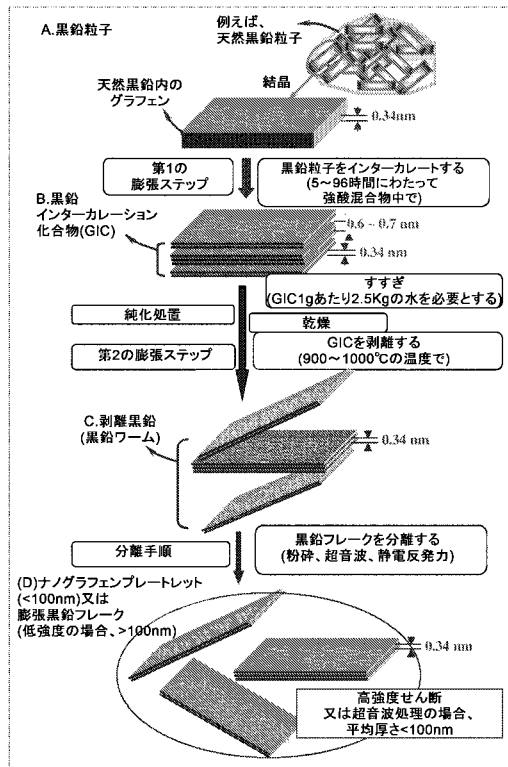 A.黒鉛粒子
例えば、
天然黒鉛粒子
結晶
天然黒鉛内の
グラフェン
0.34nm
第1の
膨張ステップ
黒鉛粒子をインターカレートする
(5～96時間にわたって
強酸混合物中で)
B.黒鉛
インターカレーション
化合物(GIC)
0.6 ~ 0.7 nm
0.34 nm
すすぎ
(GIC1gあたり2.5Kgの水を必要とする)
純化処置
乾燥
第2の膨張ステップ
GICを剥離する
(900～1000℃の温度で)
C.剥離黒鉛
(黒鉛ワーム)
0.34 nm
分離手順
黒鉛フレークを分離する
(粉砕、超音波、静電反発力)
(D)ナノグラフェンプレートレット
(<100nm)又は
膨張黒鉛フレーク
(低強度の場合、>100nm)
0.34 nm
高強度せん断
又は超音波処理の場合、
平均厚さ<100nm